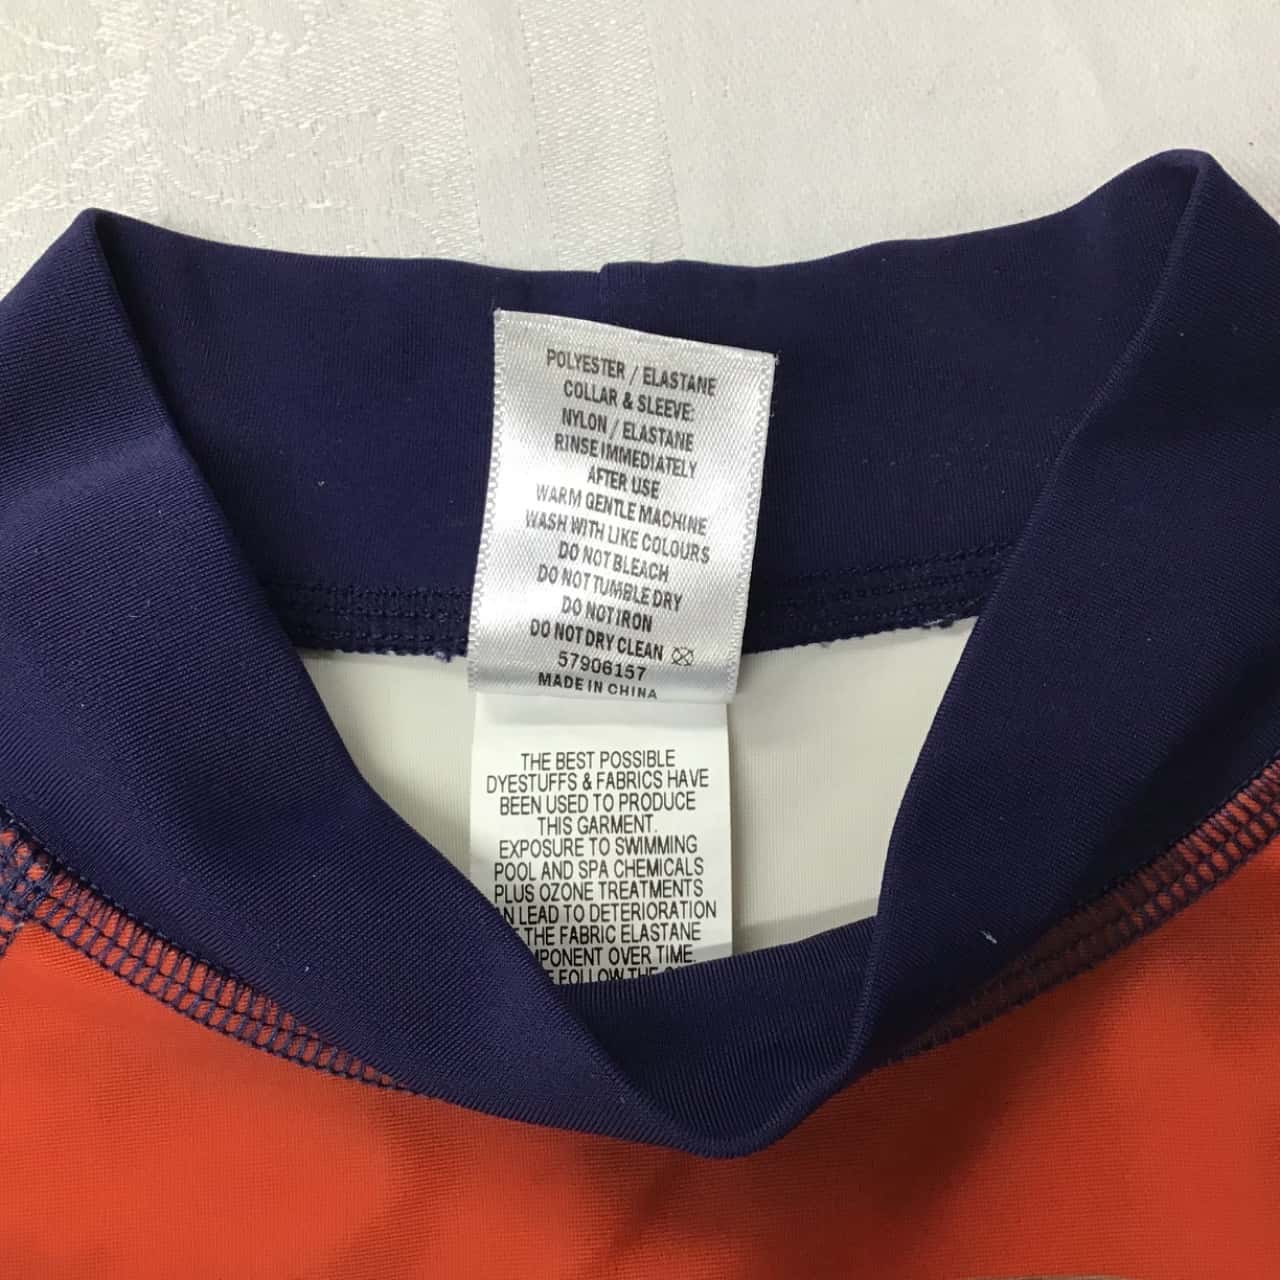 POLYESTER / ELASTANE
COLLAR & SLEEVE:
NYLON / ELASTANE
RINSE IMMEDIATELY
AFTER USE
WARM GENTLE MACHINE
WASH WITH LIKE COLOURS
DO NOT BLEACH
DO NOT TUMBLE DRY
DO NOT IRON
DO NOT DRY CLEAN
57906157
MADE IN CHINA
THE BEST POSSIBLE
DYESTUFFS & FABRICS HAVE
BEEN USED TO PRODUCE
THIS GARMENT.
EXPOSURE TO SWIMMING
POOL AND SPA CHEMICALS
PLUS OZONE TREATMENTS
LEAD TO DETERIORATION
THE FABRIC ELASTANE
OVER TIME.
FOLLOW THE